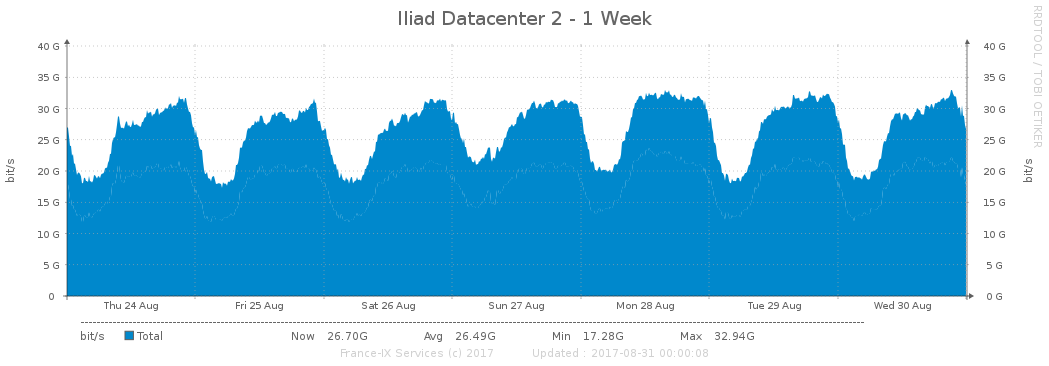 Iliad Datacenter 2 - 1 Week
RRDTOOL / TOBI OETIKER
40 G 40 G
35 G 35 G
30 G 30 G
25 G 25 G
20 G 20 G
15 G 15 G
10 G 10 G
5 G 5 G
0 0 G
bit/s
bit/s
Thu 24 Aug Fri 25 Aug Sat 26 Aug Sun 27 Aug Mon 28 Aug Tue 29 Aug Wed 30 Aug
bit/s Total Now 26.70G Avg 26.49G Min 17.28G Max 32.94G
France-IX Services (c) 2017 Updated : 2017-08-31 00:00:08